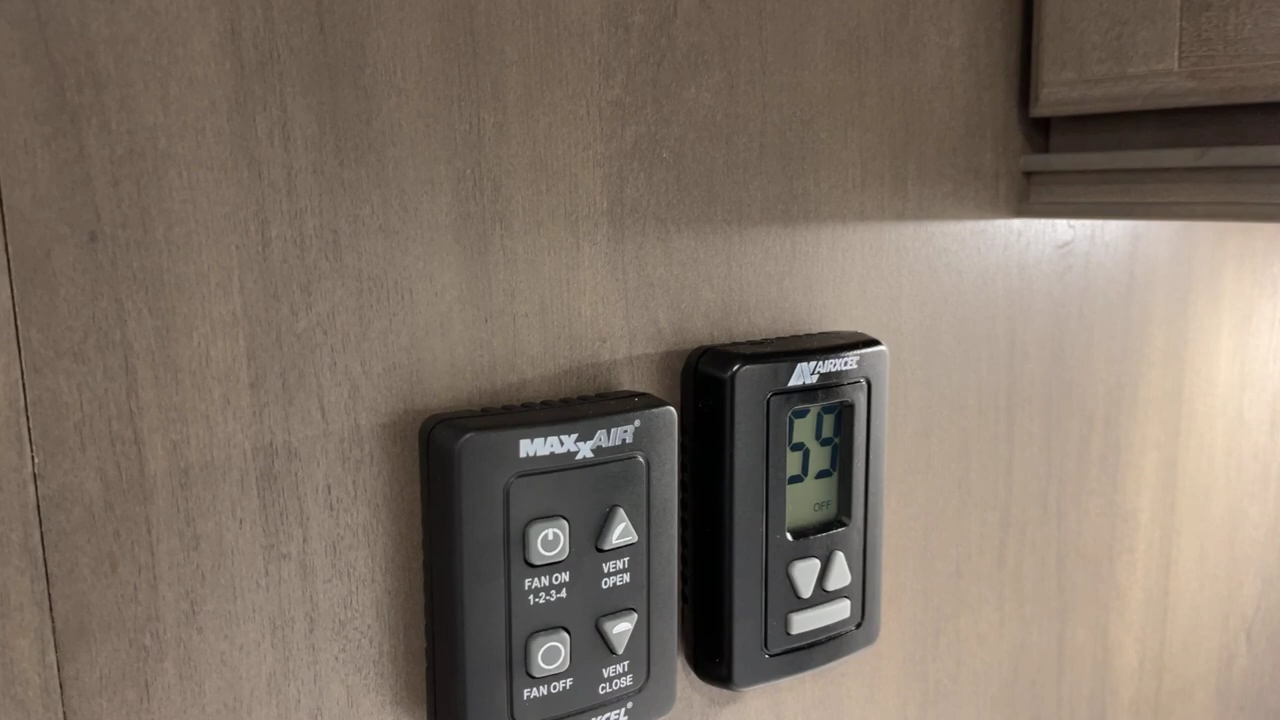 MAXXAIR®
FAN ON
1-2-3-4
VENT
OPEN
FAN OFF
VENT
CLOSE
AIRXCEL
59
OFF